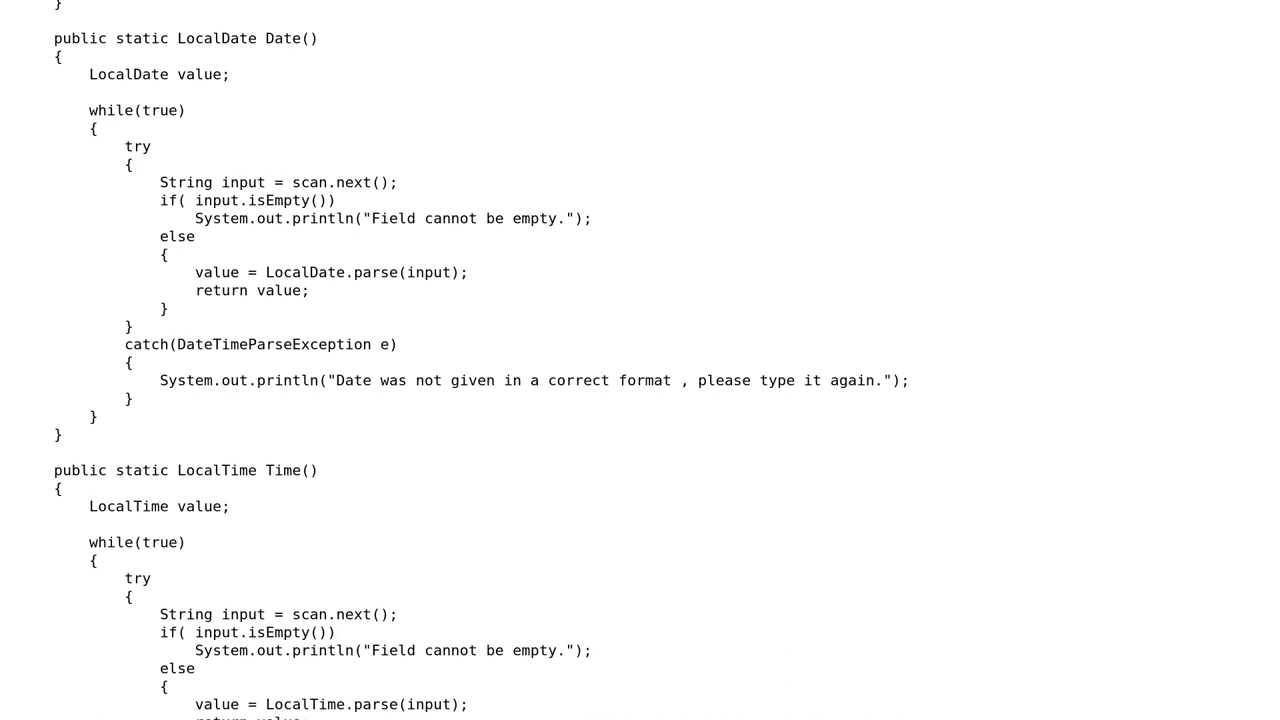 }
public static LocalDate Date()
{
LocalDate value;
while(true)
{
try
{
String input = scan.next();
if( input.isEmpty())
System.out.println("Field cannot be empty.");
else
{
value = LocalDate.parse(input);
return value;
}
}
catch(DateTimeParseException e)
{
System.out.println("Date was not given in a correct format , please type it again.");
}
}
}
public static LocalTime Time()
{
LocalTime value;
while(true)
{
try
{
String input = scan.next();
if( input.isEmpty())
System.out.println("Field cannot be empty.");
else
{
value = LocalTime.parse(input);